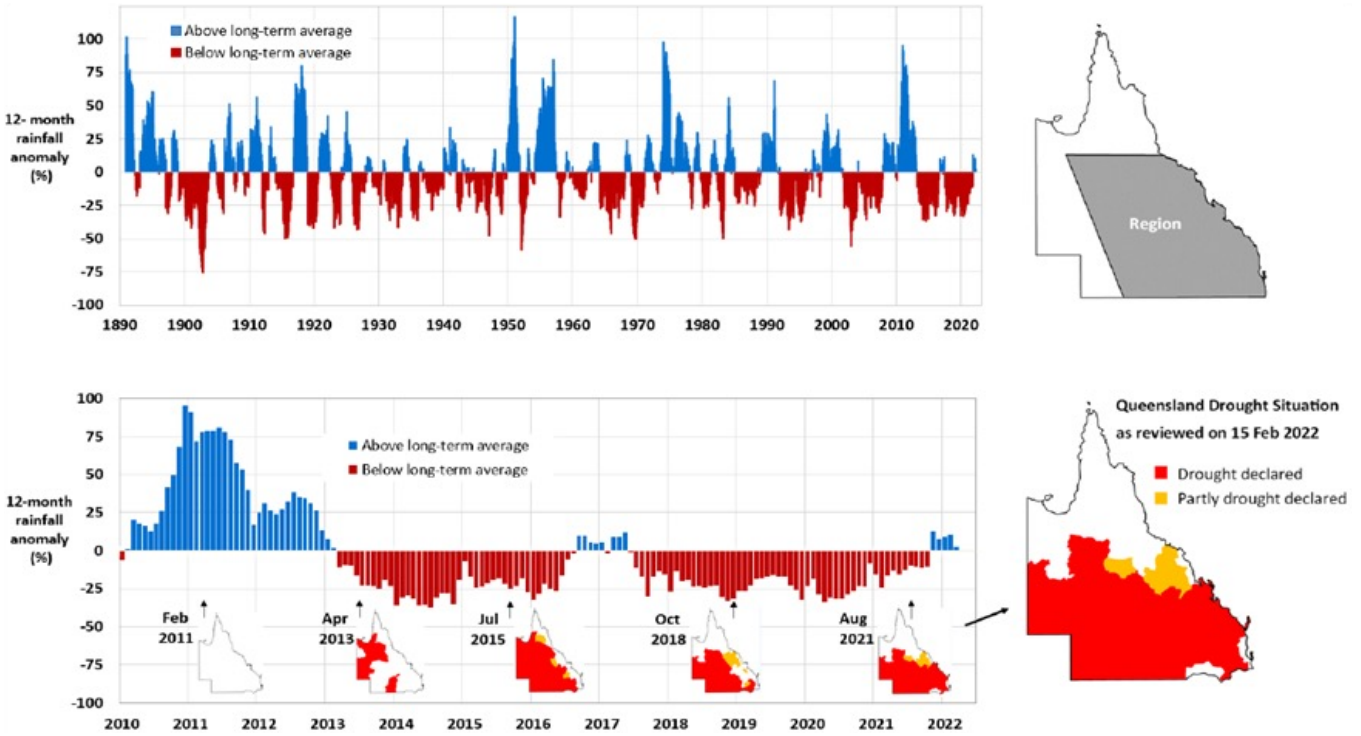 Above long-term average
Below long-term average
12- month
rainfall
anomaly
(%)
100
75
50
25
0
-25
-50
-75
-100
1890 1900 1910 1920 1930 1940 1950 1960 1970 1980 1990 2000 2010 2020
Region
12-month
rainfall
anomaly
(%)
100
75
50
25
0
-25
-50
-75
-100
Above long-term average
Below long-term average
Feb
2011
Apr
2013
Jul
2015
Oct
2018
Aug
2021
2010 2011 2012 2013 2014 2015 2016 2017 2018 2019 2020 2021 2022
Queensland Drought Situation
as reviewed on 15 Feb 2022
Drought declared
Partly drought declared